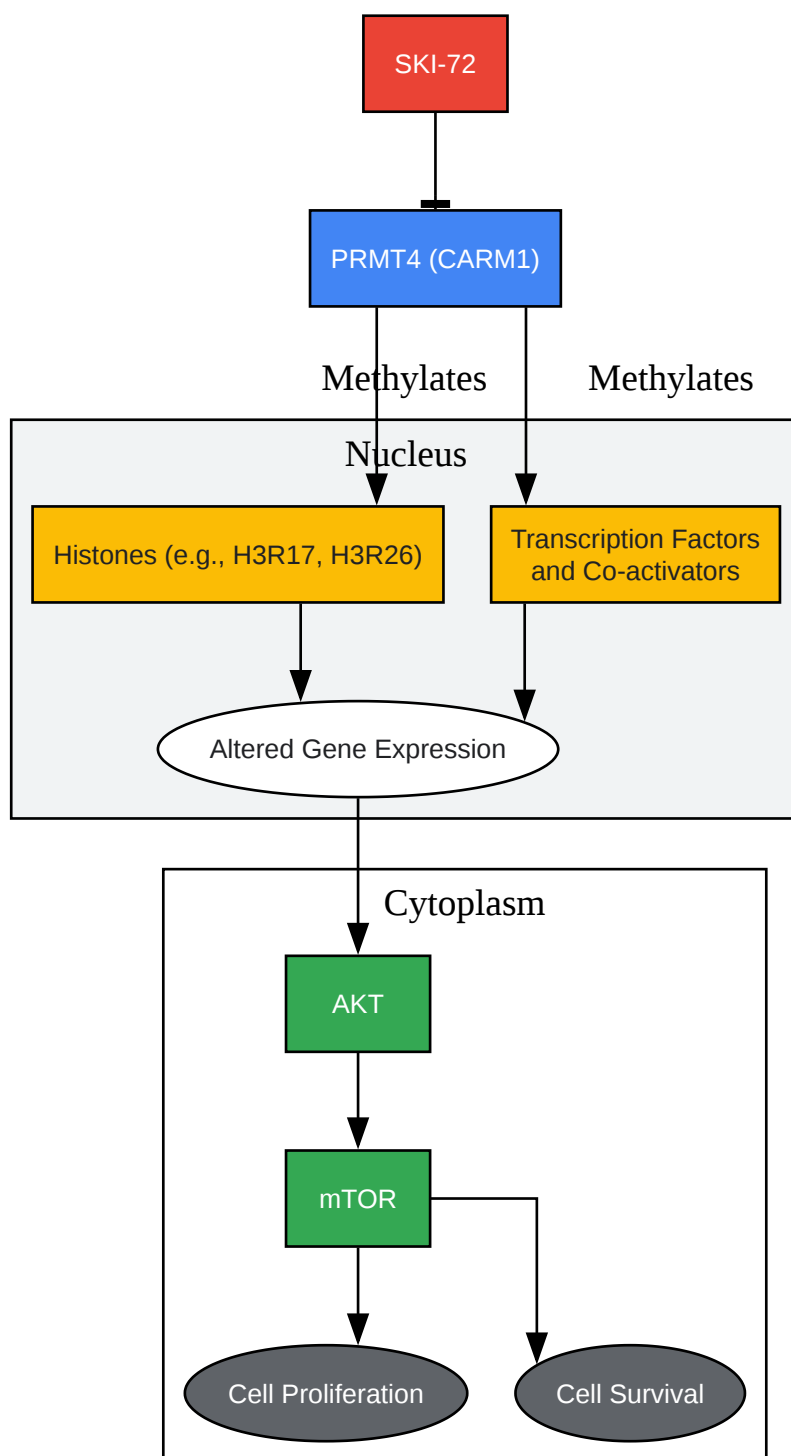 SKI-72
PRMT4 (CARM1)
Methylates
Methylates
Nucleus
Histones (e.g., H3R17, H3R26)
Transcription Factors
and Co-activators
Altered Gene Expression
Cytoplasm
AKT
mTOR
Cell Proliferation
Cell Survival